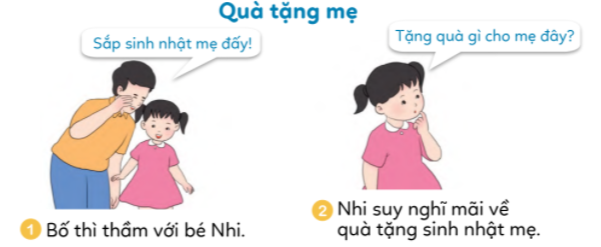 Quà tặng mẹ
Sắp sinh nhật mẹ đấy!
1 Bố thì thầm với bé Nhi.
Tặng quà gì cho mẹ đây?
2 Nhi suy nghĩ mãi về
quà tặng sinh nhật mẹ.